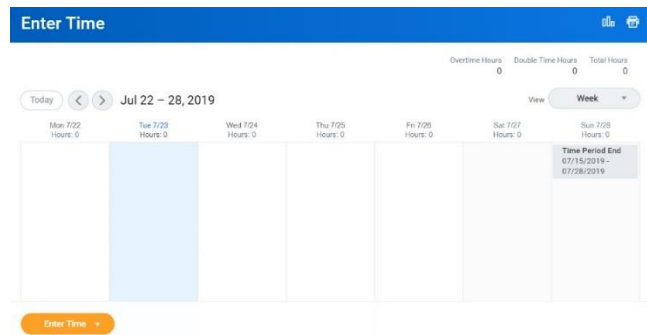 Enter Time
Overtime Hours Double Time Hours Total Hours
0 0 0
Today Jul 22 – 28, 2019 View Week
Mon 7/22 Tue 7/23 Wed 7/24 Thu 7/25 Fri 7/26 Sat 7/27 Sun 7/28
Hours: 0 Hours: 0 Hours: 0 Hours: 0 Hours: 0 Hours: 0 Hours: 0
Time Period End
07/15/2019 -
07/28/2019
Enter Time